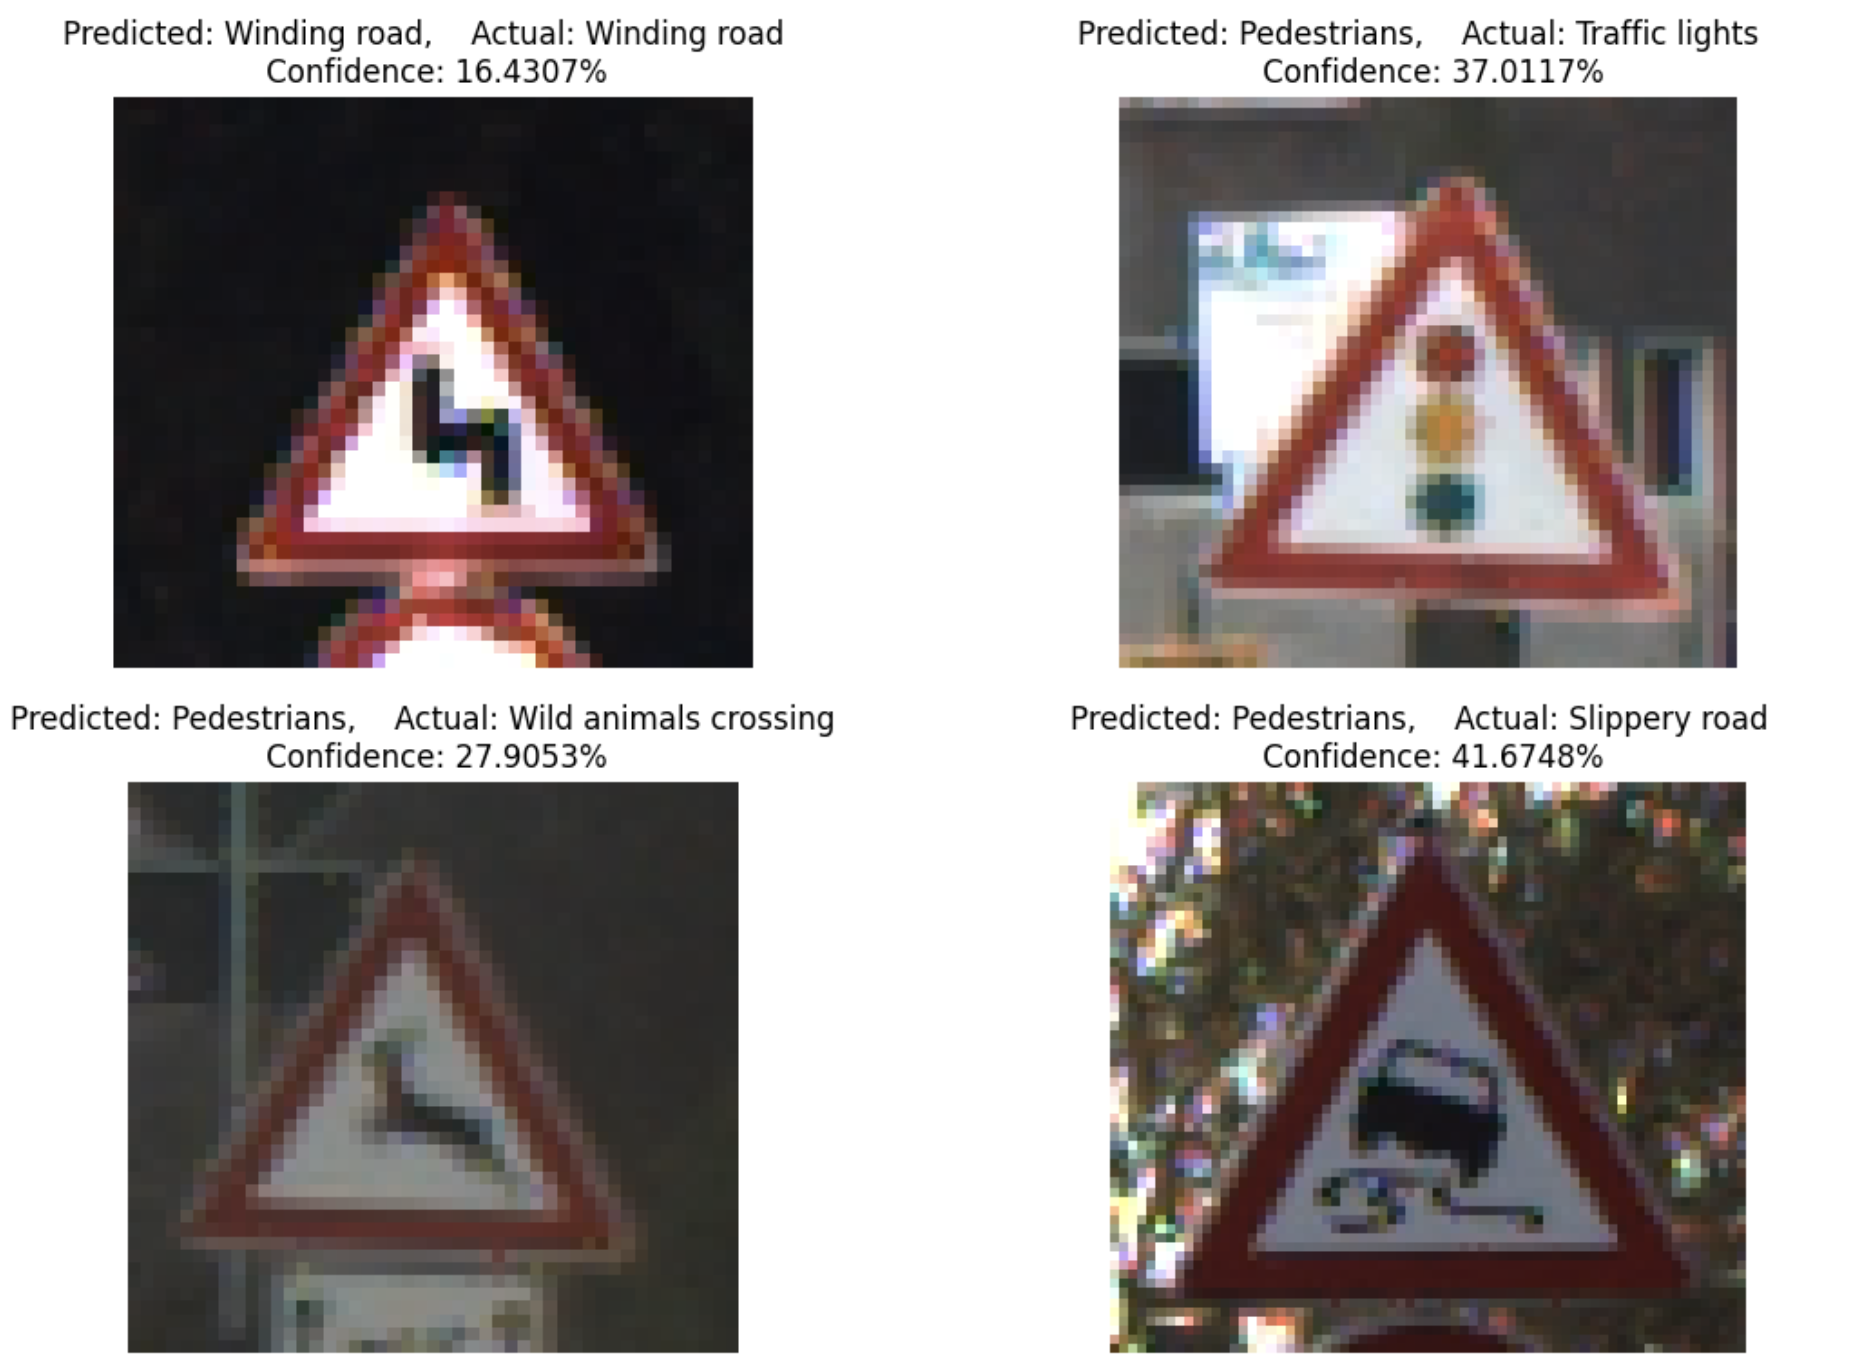 Predicted: Winding road,    Actual: Winding road
Confidence: 16.4307%
Predicted: Pedestrians,    Actual: Traffic lights
Confidence: 37.0117%
Predicted: Pedestrians,    Actual: Wild animals crossing
Confidence: 27.9053%
Predicted: Pedestrians,    Actual: Slippery road
Confidence: 41.6748%